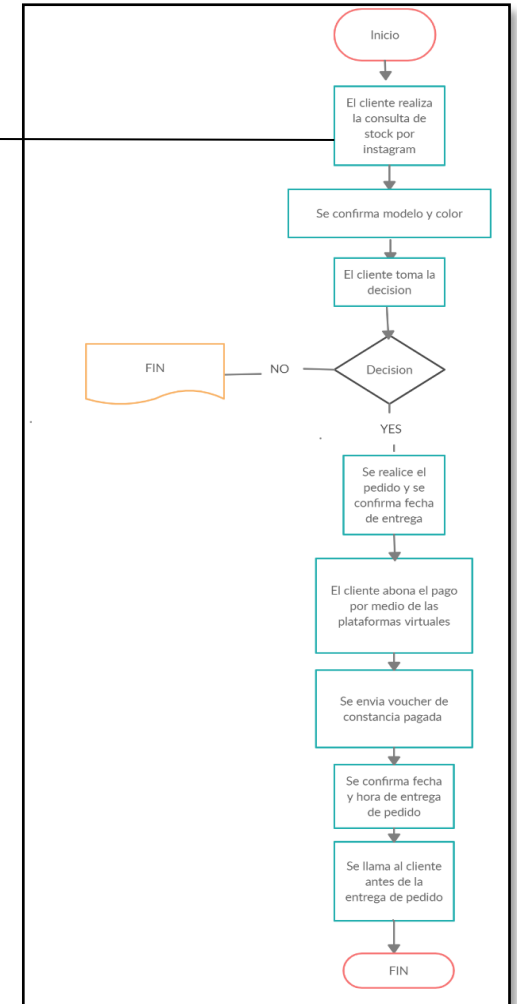 Inicio
El cliente realiza
la consulta de
stock por
instagram
Se confirma modelo y color
El cliente toma la
decision
Decision
NO
FIN
YES
Se realice el
pedido y se
confirma fecha
de entrega
El cliente abona el pago
por medio de las
plataformas virtuales
Se envia voucher de
constancia pagada
Se confirma fecha
y hora de entrega
de pedido
Se llama al cliente
antes de la
entrega de pedido
FIN